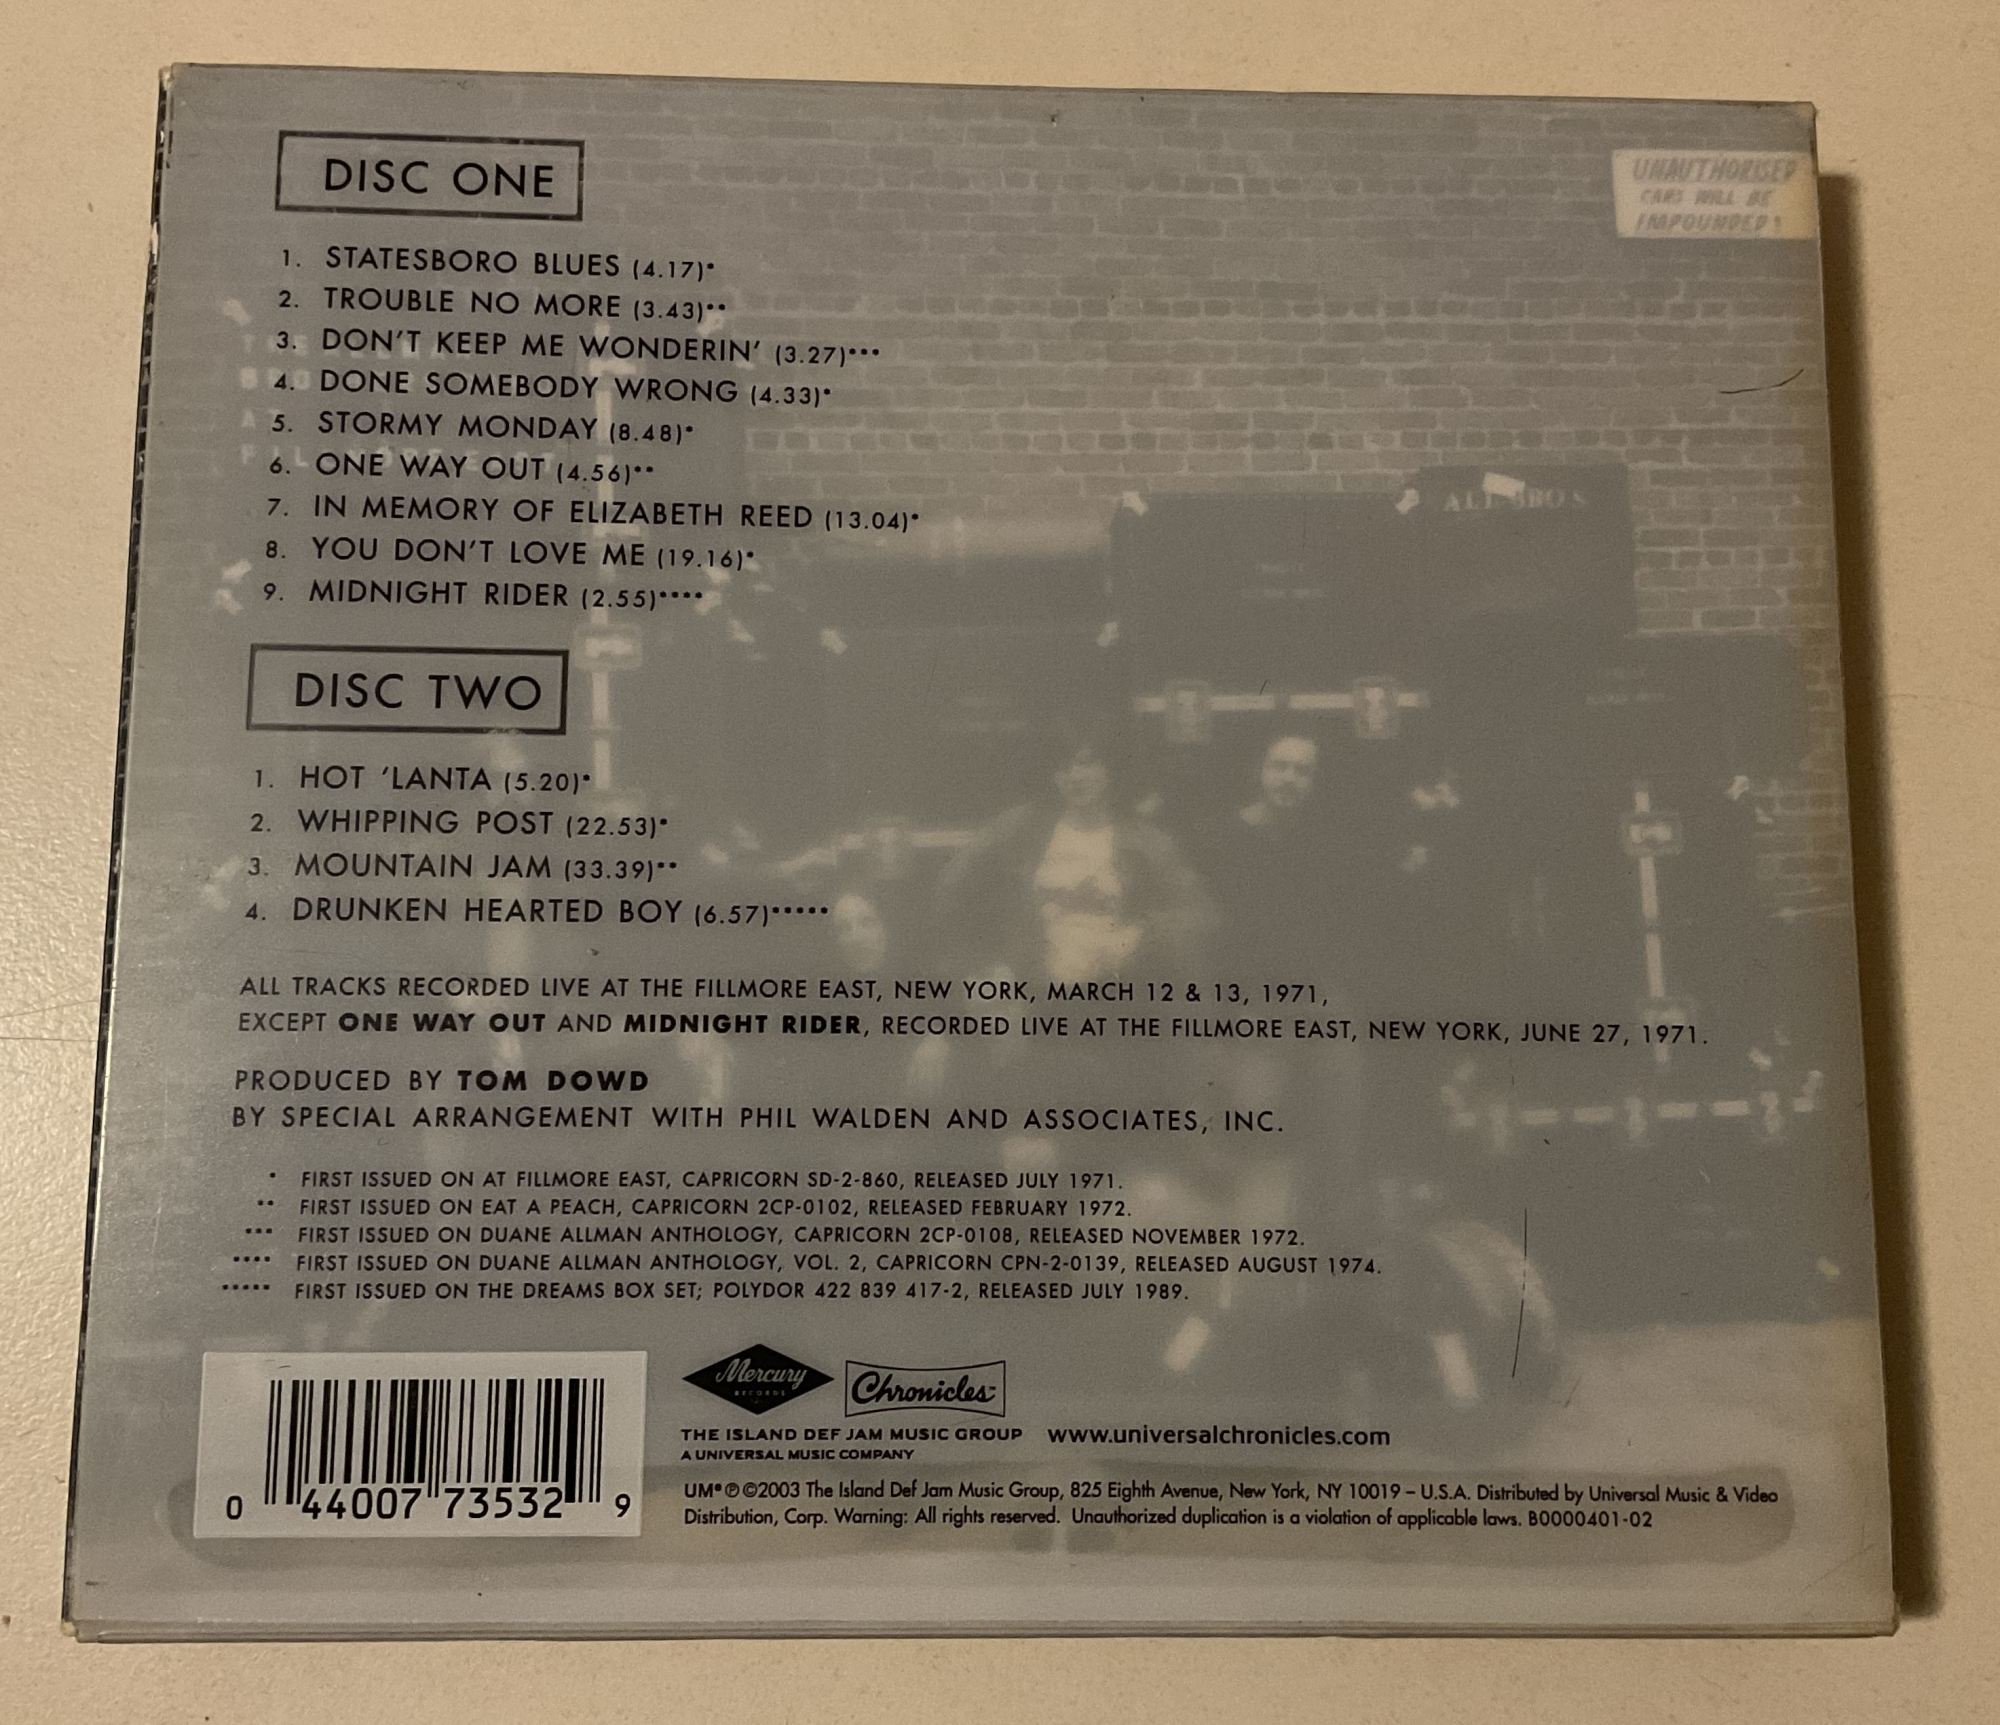 DISC ONE
UNAUTHORISED
CARS WILL BE
IMPOUNDED!
1. STATESBORO BLUES (4.17)•
2. TROUBLE NO MORE (3.43)••
3. DON'T KEEP ME WONDERIN' (3.27)•••
4. DONE SOMEBODY WRONG (4.33)•
5. STORMY MONDAY (8.48)•
6. ONE WAY OUT (4.56)••
7. IN MEMORY OF ELIZABETH REED (13.04)•
8. YOU DON'T LOVE ME (19.16)•
9. MIDNIGHT RIDER (2.55)••••
DISC TWO
1. HOT 'LANTA (5.20)•
2. WHIPPING POST (22.53)•
3. MOUNTAIN JAM (33.39)••
4. DRUNKEN HEARTED BOY (6.57)•••••
ALL TRACKS RECORDED LIVE AT THE FILLMORE EAST, NEW YORK, MARCH 12 & 13, 1971,
EXCEPT ONE WAY OUT AND MIDNIGHT RIDER, RECORDED LIVE AT THE FILLMORE EAST, NEW YORK, JUNE 27, 1971.
PRODUCED BY TOM DOWD
BY SPECIAL ARRANGEMENT WITH PHIL WALDEN AND ASSOCIATES, INC.
• FIRST ISSUED ON AT FILLMORE EAST, CAPRICORN SD-2-860, RELEASED JULY 1971.
•• FIRST ISSUED ON EAT A PEACH, CAPRICORN 2CP-0102, RELEASED FEBRUARY 1972.
••• FIRST ISSUED ON DUANE ALLMAN ANTHOLOGY, CAPRICORN 2CP-0108, RELEASED NOVEMBER 1972.
•••• FIRST ISSUED ON DUANE ALLMAN ANTHOLOGY, VOL. 2, CAPRICORN CPN-2-0139, RELEASED AUGUST 1974.
••••• FIRST ISSUED ON THE DREAMS BOX SET; POLYDOR 422 839 417-2, RELEASED JULY 1989.
Mercury
RECORDS
Chronicles™
THE ISLAND DEF JAM MUSIC GROUP www.universalchronicles.com
A UNIVERSAL MUSIC COMPANY
UM• ℗©2003 The Island Def Jam Music Group, 825 Eighth Avenue, New York, NY 10019 – U.S.A. Distributed by Universal Music & Video
Distribution, Corp. Warning: All rights reserved. Unauthorized duplication is a violation of applicable laws. B0000401-02
0 44007 73532 9